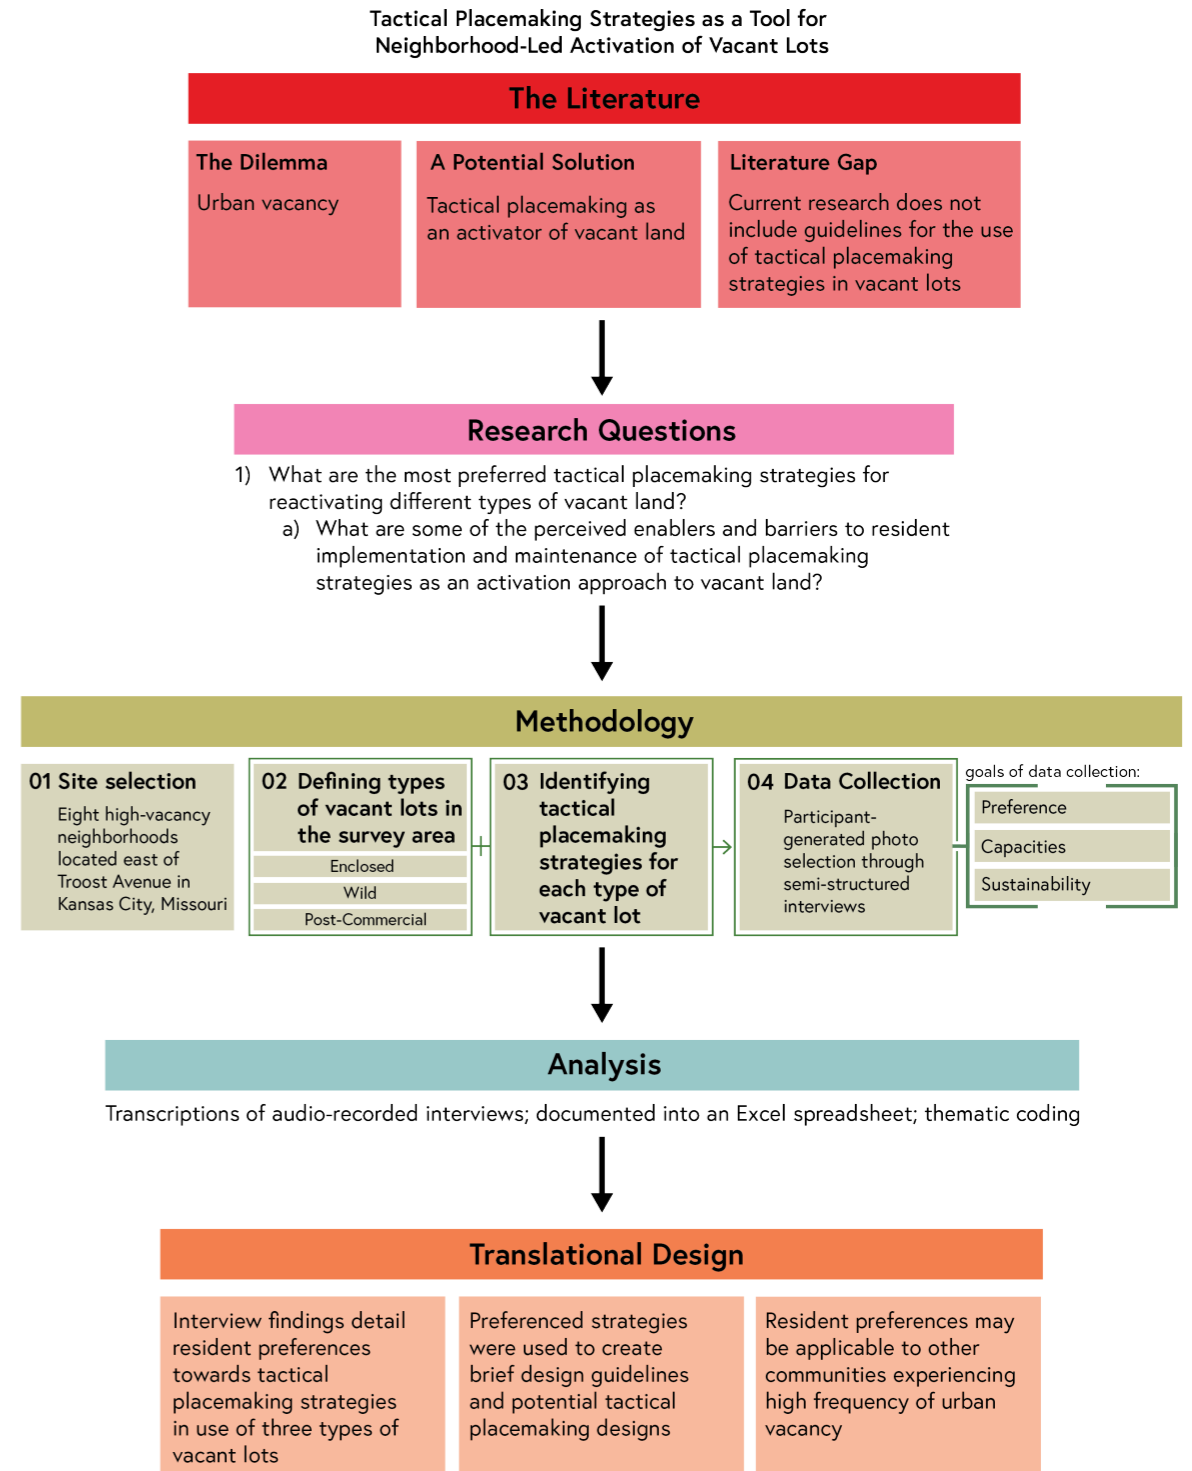 Tactical Placemaking Strategies as a Tool for
Neighborhood-Led Activation of Vacant Lots
The Literature
The Dilemma
Urban vacancy
A Potential Solution
Tactical placemaking as
an activator of vacant land
Literature Gap
Current research does not
include guidelines for the use
of tactical placemaking
strategies in vacant lots
Research Questions
1) What are the most preferred tactical placemaking strategies for
reactivating different types of vacant land?
a) What are some of the perceived enablers and barriers to resident
implementation and maintenance of tactical placemaking
strategies as an activation approach to vacant land?
Methodology
01 Site selection
Eight high-vacancy
neighborhoods
located east of
Troost Avenue in
Kansas City, Missouri
02 Defining types
of vacant lots in
the survey area
Enclosed
Wild
Post-Commercial
03 Identifying
tactical
placemaking
strategies for
each type of
vacant lot
04 Data Collection
Participant-
generated photo
selection through
semi-structured
interviews
goals of data collection:
Preference
Capacities
Sustainability
Analysis
Transcriptions of audio-recorded interviews; documented into an Excel spreadsheet; thematic coding
Translational Design
Interview findings detail
resident preferences
towards tactical
placemaking strategies
in use of three types of
vacant lots
Preferenced strategies
were used to create
brief design guidelines
and potential tactical
placemaking designs
Resident preferences may
be applicable to other
communities experiencing
high frequency of urban
vacancy